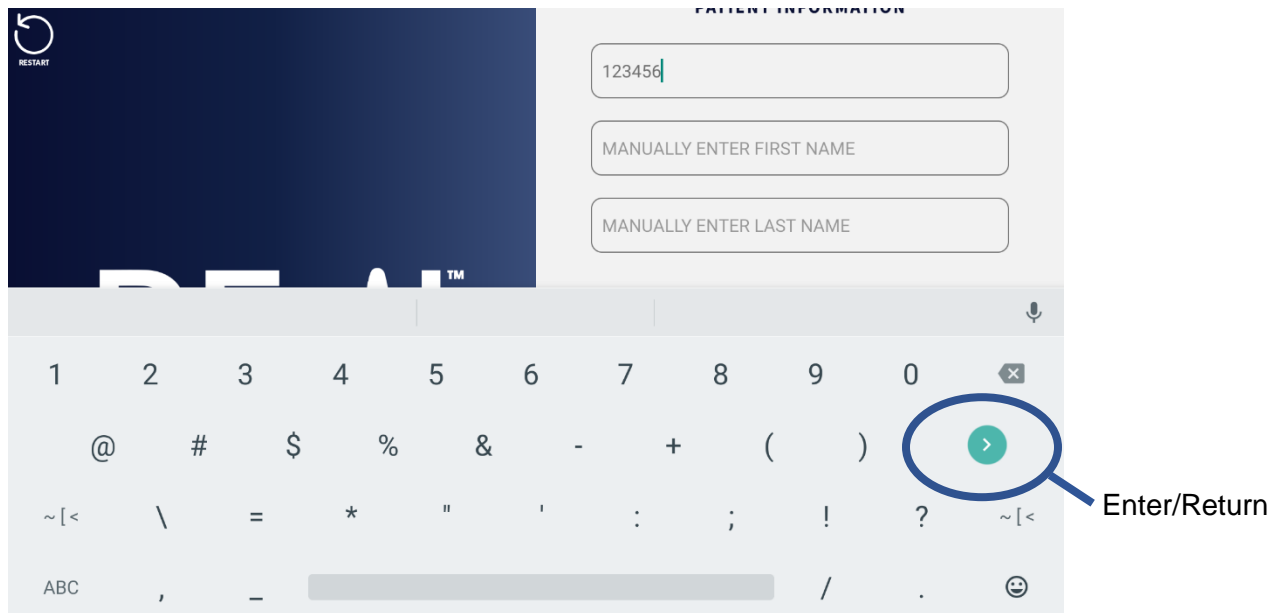 PATIENT INFORMATION
RESTART
123456
MANUALLY ENTER FIRST NAME
MANUALLY ENTER LAST NAME
TM
1 2 3 4 5 6 7 8 9 0
@ # $ % & - + ( )
~ [ < \ = * " ' : ; ! ? ~ [ <
Enter/Return
ABC , _ / .